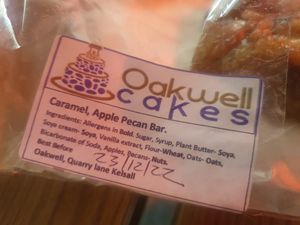 Oakwell
cakes
Caramel, Apple Pecan Bar.
Ingredients: Allergens in Bold. Sugar, Syrup, Plant Butter- Soya,
Soya cream- Soya, Vanilla extract, Flour-Wheat, Oats- Oats,
Bicarbonate of Soda, Apples, Pecans- Nuts.
Best Before 23/12/22
Oakwell, Quarry lane Kelsall